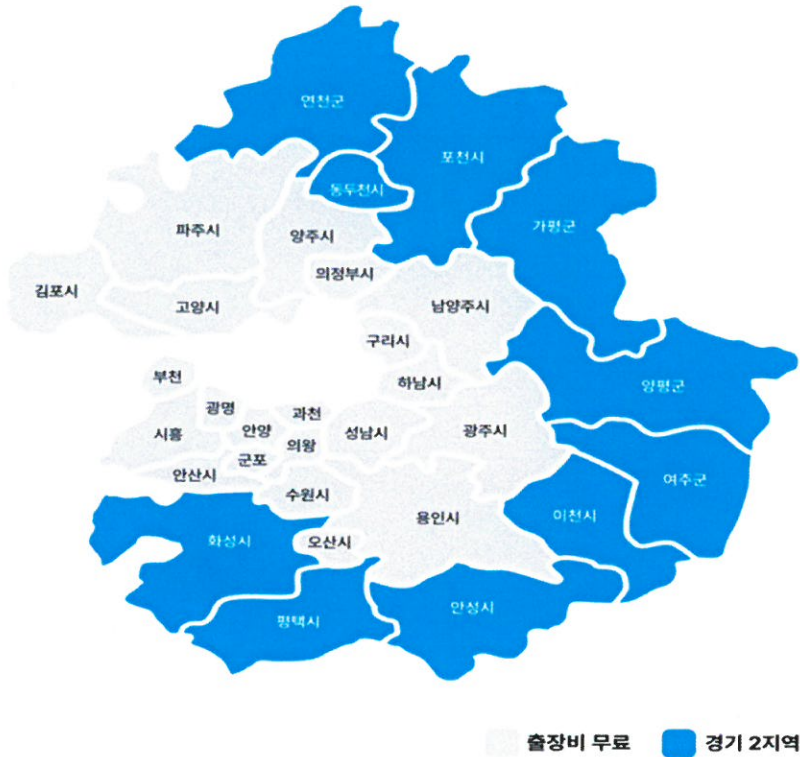 연천군
포천시
동두천시
가평군
파주시
양주시
의정부시
김포시
고양시
남양주시
구리시
하남시
양평군
부천
광명
과천
시흥
안양
의왕
성남시
광주시
군포
안산시
수원시
여주군
이천시
용인시
화성시
오산시
평택시
안성시
출장비 무료
경기 2지역